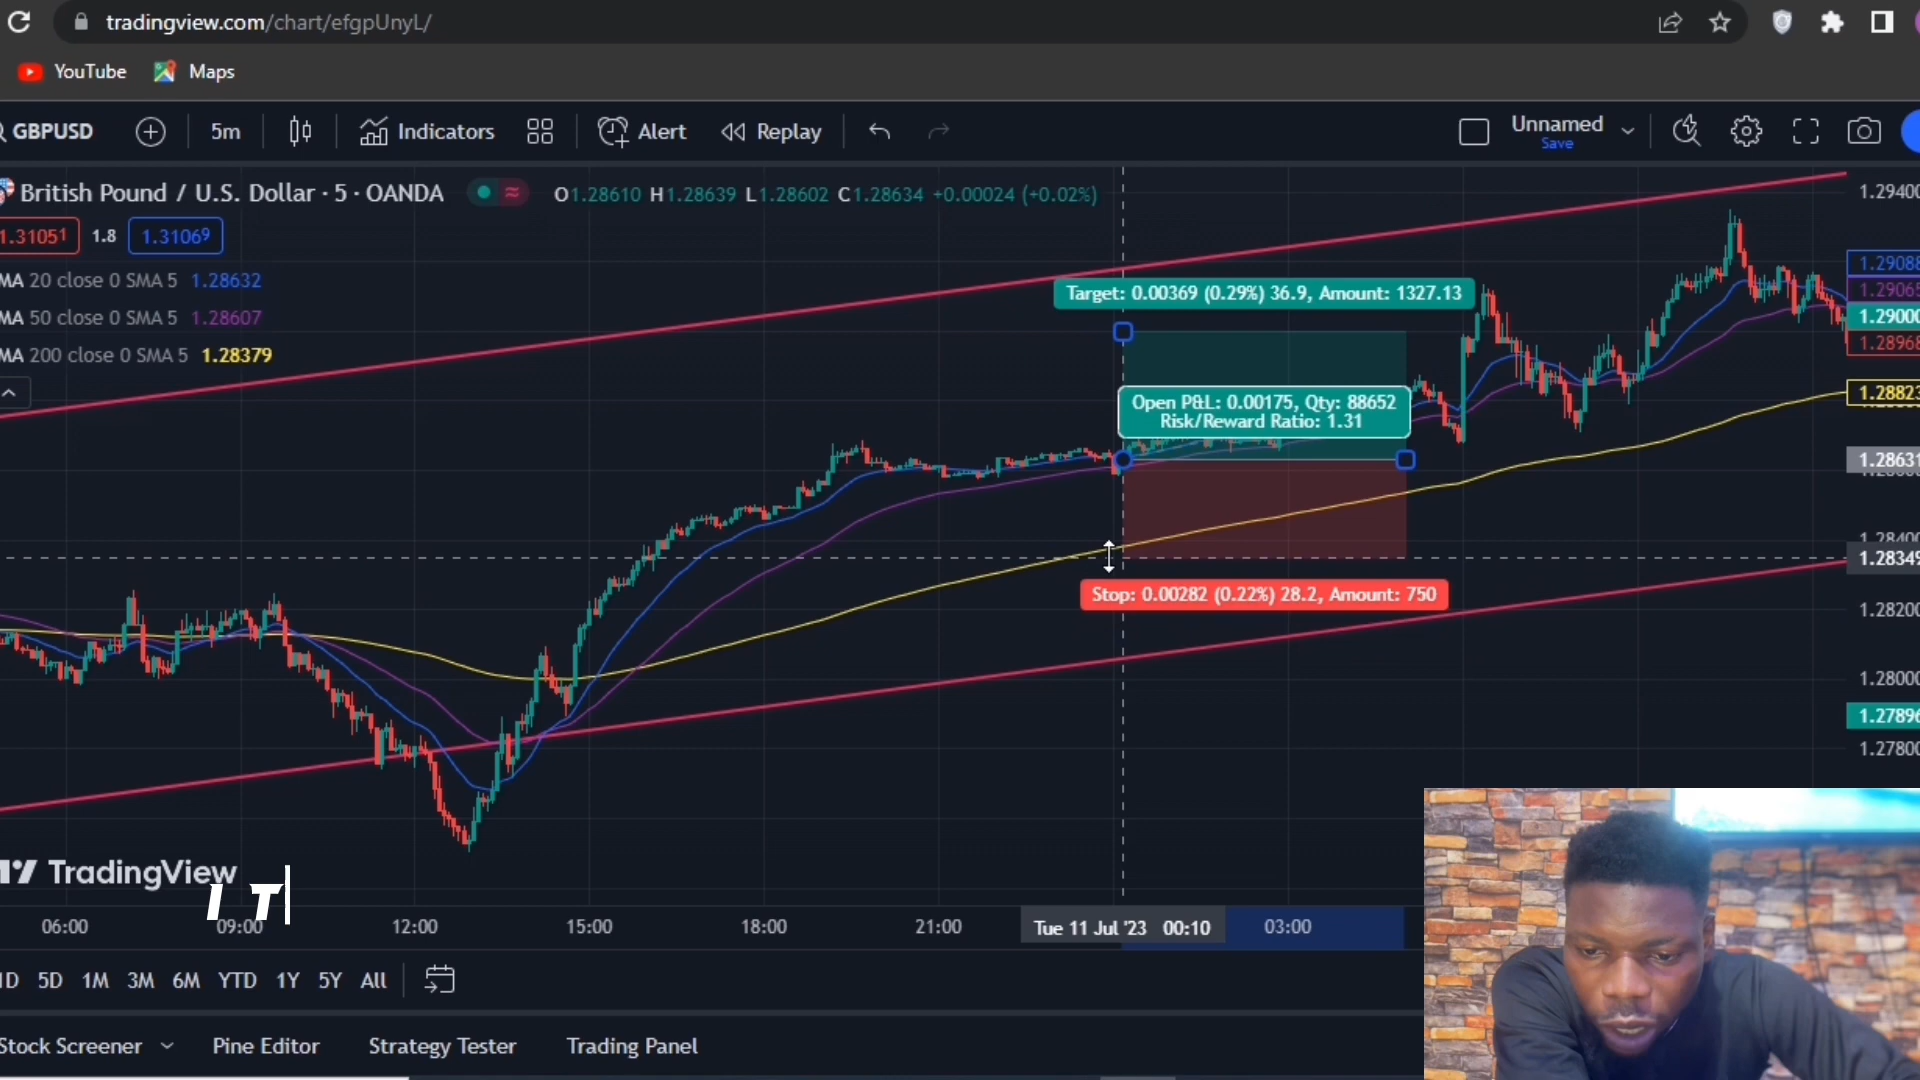 tradingview.com/chart/efgpUnyL/
YouTube Maps
GBPUSD 5m Indicators Alert Replay Unnamed
Save
British Pound / U.S. Dollar · 5 · OANDA O1.28610 H1.28639 L1.28602 C1.28634 +0.00024 (+0.02%)
1.31051 1.8 1.31069
MA 20 close 0 SMA 5 1.28632
MA 50 close 0 SMA 5 1.28607
MA 200 close 0 SMA 5 1.28379
Target: 0.00369 (0.29%) 36.9, Amount: 1327.13
Open P&L: 0.00175, Qty: 88652
Risk/Reward Ratio: 1.31
Stop: 0.00282 (0.22%) 28.2, Amount: 750
1.29400
1.29088
1.29065
1.29000
1.28968
1.28823
1.28631
1.28349
1.28200
1.28000
1.27896
1.27800
TradingView
I T
06:00 09:00 12:00 15:00 18:00 21:00 Tue 11 Jul '23 00:10 03:00
1D 5D 1M 3M 6M YTD 1Y 5Y All
Stock Screener Pine Editor Strategy Tester Trading Panel